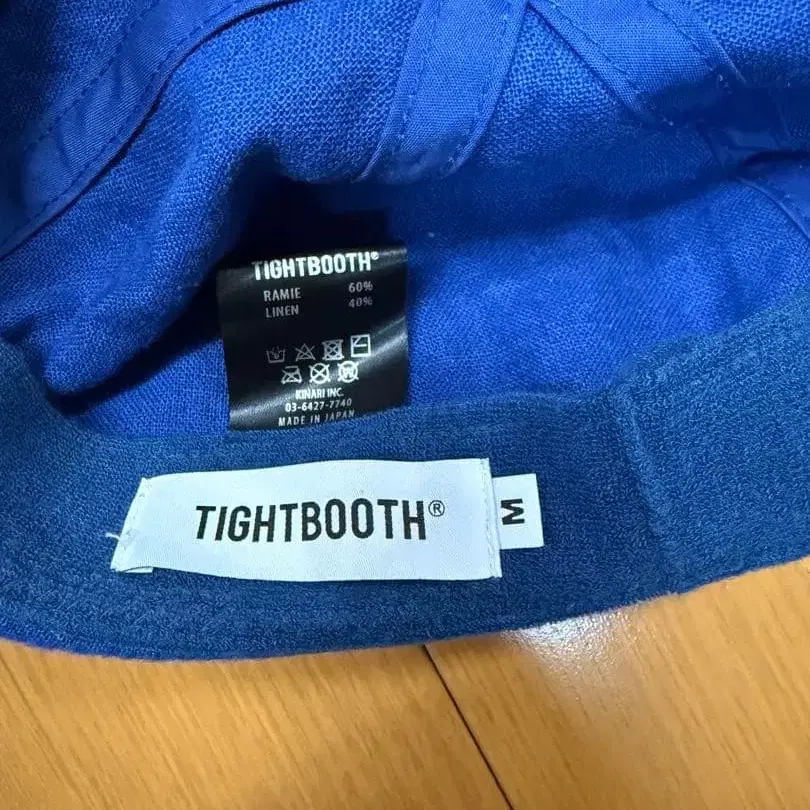 TIGHTBOOTH®
RAMIE 60%
LINEN 40%
KINARI INC.
03-6427-7740
MADE IN JAPAN
TIGHTBOOTH®
M